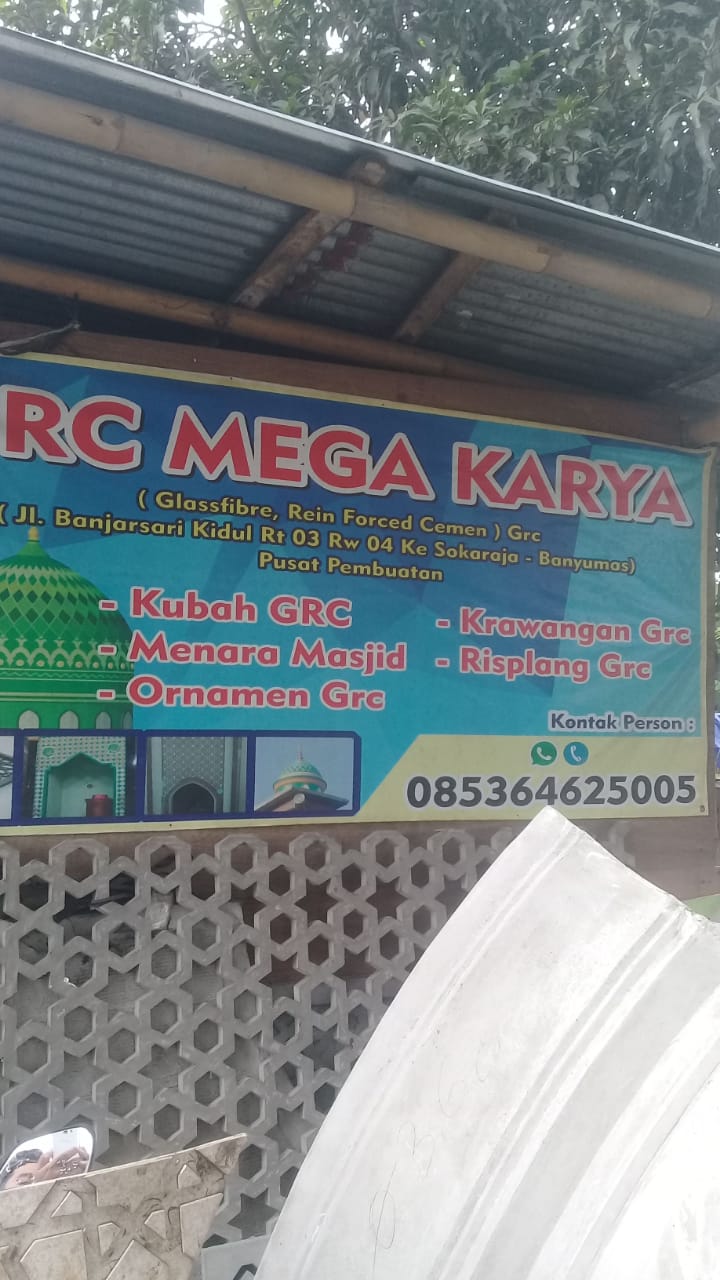 RC MEGA KARYA
( Glassfibre, Rein Forced Cemen ) Grc
( Jl. Banjarsari Kidul Rt 03 Rw 04 Ke Sokaraja - Banyumas)
Pusat Pembuatan
- Kubah GRC
- Menara Masjid
- Ornamen Grc
- Krawangan Grc
- Risplang Grc
Kontak Person :
085364625005